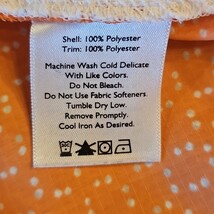 Shell: 100% Polyester
Trim: 100% Polyester
Machine Wash Cold Delicate
With Like Colors.
Do Not Bleach.
Do Not Use Fabric Softeners.
Tumble Dry Low.
Remove Promptly.
Cool Iron As Desired.